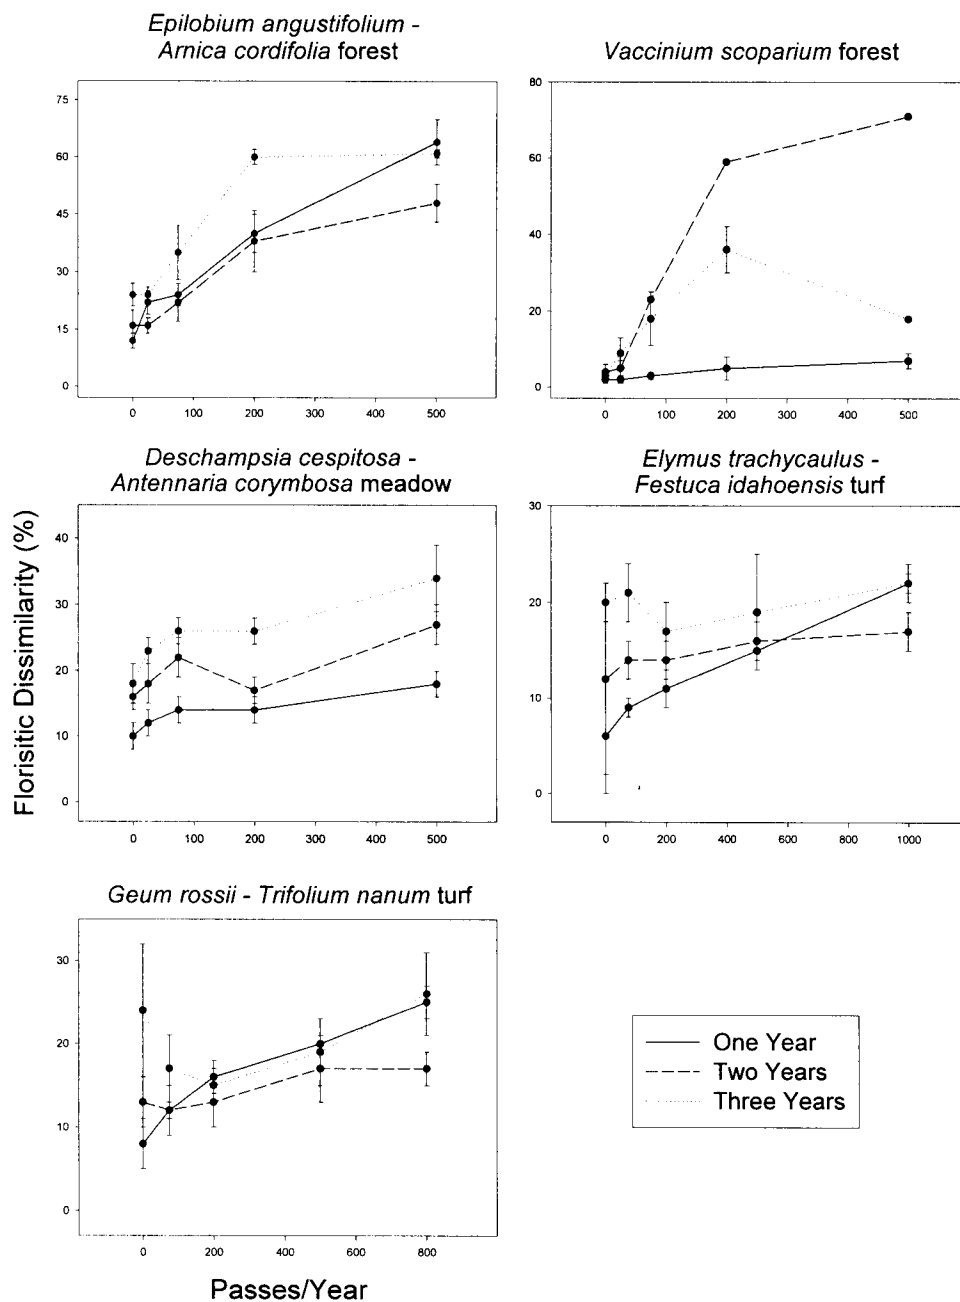 Epilobium angustifolium -
Arnica cordifolia forest
75
60
45
30
15
0
0 100 200 300 400 500
Vaccinium scoparium forest
80
60
40
20
0
0 100 200 300 400 500
Deschampsia cespitosa -
Antennaria corymbosa meadow
40
30
20
10
0
0 100 200 300 400 500
Elymus trachycaulus -
Festuca idahoensis turf
30
20
10
0
0 200 400 600 800 1000
Florisitic Dissimilarity (%)
Geum rossii - Trifolium nanum turf
30
20
10
0
0 200 400 600 800
Passes/Year
One Year
Two Years
Three Years